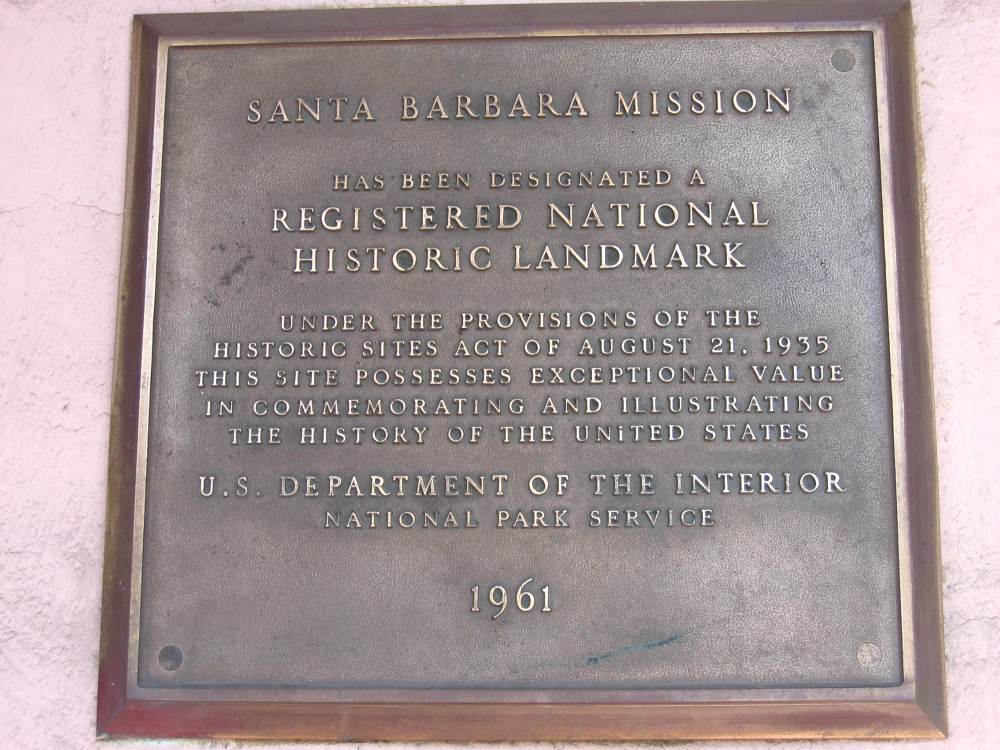 SANTA BARBARA MISSION
HAS BEEN DESIGNATED A
REGISTERED NATIONAL
HISTORIC LANDMARK
UNDER THE PROVISIONS OF THE
HISTORIC SITES ACT OF AUGUST 21, 1935
THIS SITE POSSESSES EXCEPTIONAL VALUE
IN COMMEMORATING AND ILLUSTRATING
THE HISTORY OF THE UNiTED STATES
U.S. DEPARTMENT OF THE INTERIOR
NATIONAL PARK SERVICE
1961